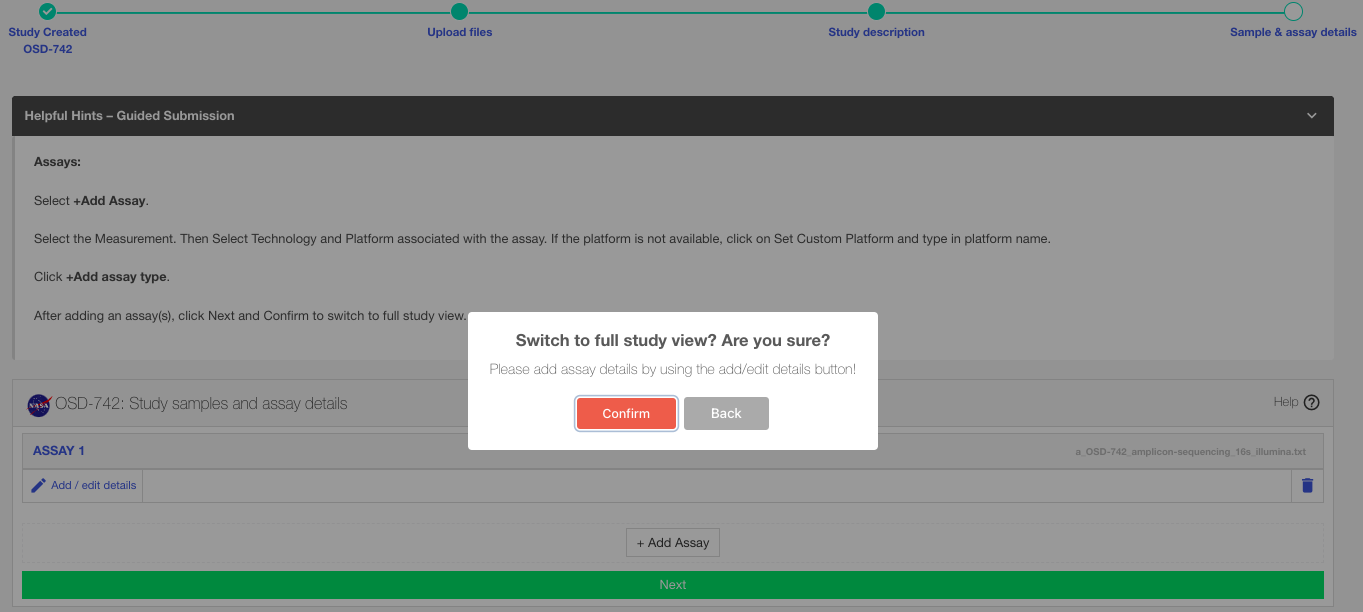 Study Created
OSD-742
Upload files
Study description
Sample & assay details
Helpful Hints – Guided Submission
Assays:
Select +Add Assay.
Select the Measurement. Then Select Technology and Platform associated with the assay. If the platform is not available, click on Set Custom Platform and type in platform name.
Click +Add assay type.
After adding an assay(s), click Next and Confirm to switch to full study view.
Switch to full study view? Are you sure?
Please add assay details by using the add/edit details button!
Confirm Back
NASA OSD-742: Study samples and assay details
Help ?
ASSAY 1
a_OSD-742_amplicon-sequencing_16s_illumina.txt
Add / edit details
+ Add Assay
Next